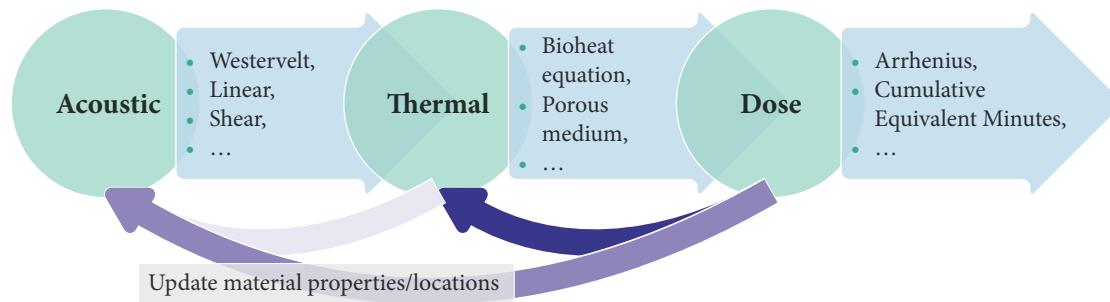 Acoustic
• Westervelt,
• Linear,
• Shear,
• …
Thermal
• Bioheat
equation,
• Porous
medium,
• …
Dose
• Arrhenius,
• Cumulative
Equivalent Minutes,
• …
Update material properties/locations